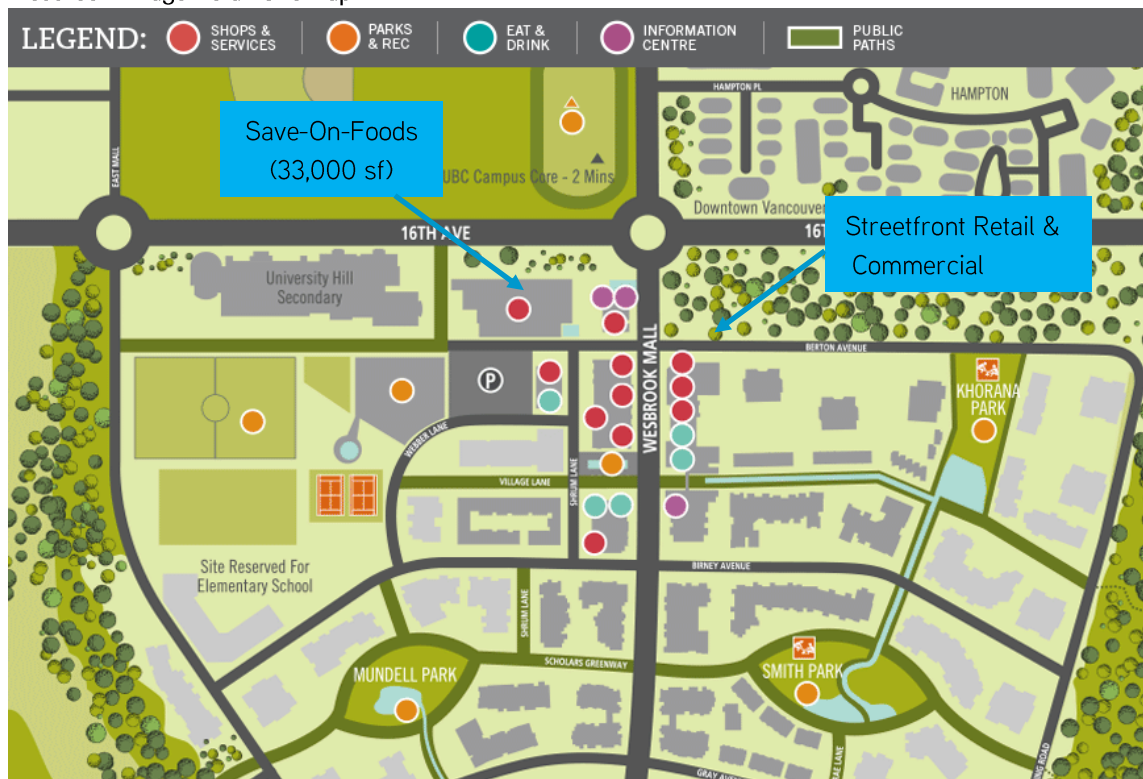 LEGEND:
SHOPS &
SERVICES
PARKS
& REC
EAT &
DRINK
INFORMATION
CENTRE
PUBLIC
PATHS
HAMPTON PL
HAMPTON
EAST MALL
Save-On-Foods
(33,000 sf)
UBC Campus Core - 2 Mins
Downtown Vancouver
16TH AVE
16T
Streetfront Retail &
Commercial
University Hill
Secondary
WESBROOK MALL
BERTON AVENUE
P
KHORANA
PARK
WEBBER LANE
SHRUM LANE
VILLAGE LANE
Site Reserved For
Elementary School
BIRNEY AVENUE
SHRUM LANE
SCHOLARS GREENWAY
MUNDELL PARK
SMITH PARK